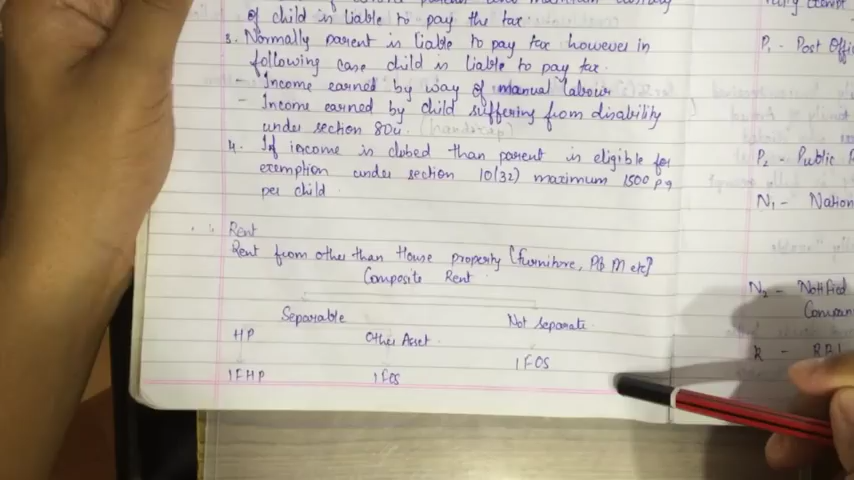 of child is liable to pay the tax.
3. Normally parent is liable to pay tax however in
following case child is liable to pay tax.
- Income earned by way of manual labour
- Income earned by child suffering from disability
under section 80u (handicap)
4. If income is clubed than parent is eligible for
exemption under section 10(32) maximum 1500 p.a
per child.
Rent
Rent from other than House property [furniture, P&M etc]
Composite Rent
Separable
Not separate.
HP
Other Asset.
IFOS
IFHP
IFOS
P1 - Post Offi
P2 - Public
N1 - Nation
N2 - Notified
Compan
R - RBI